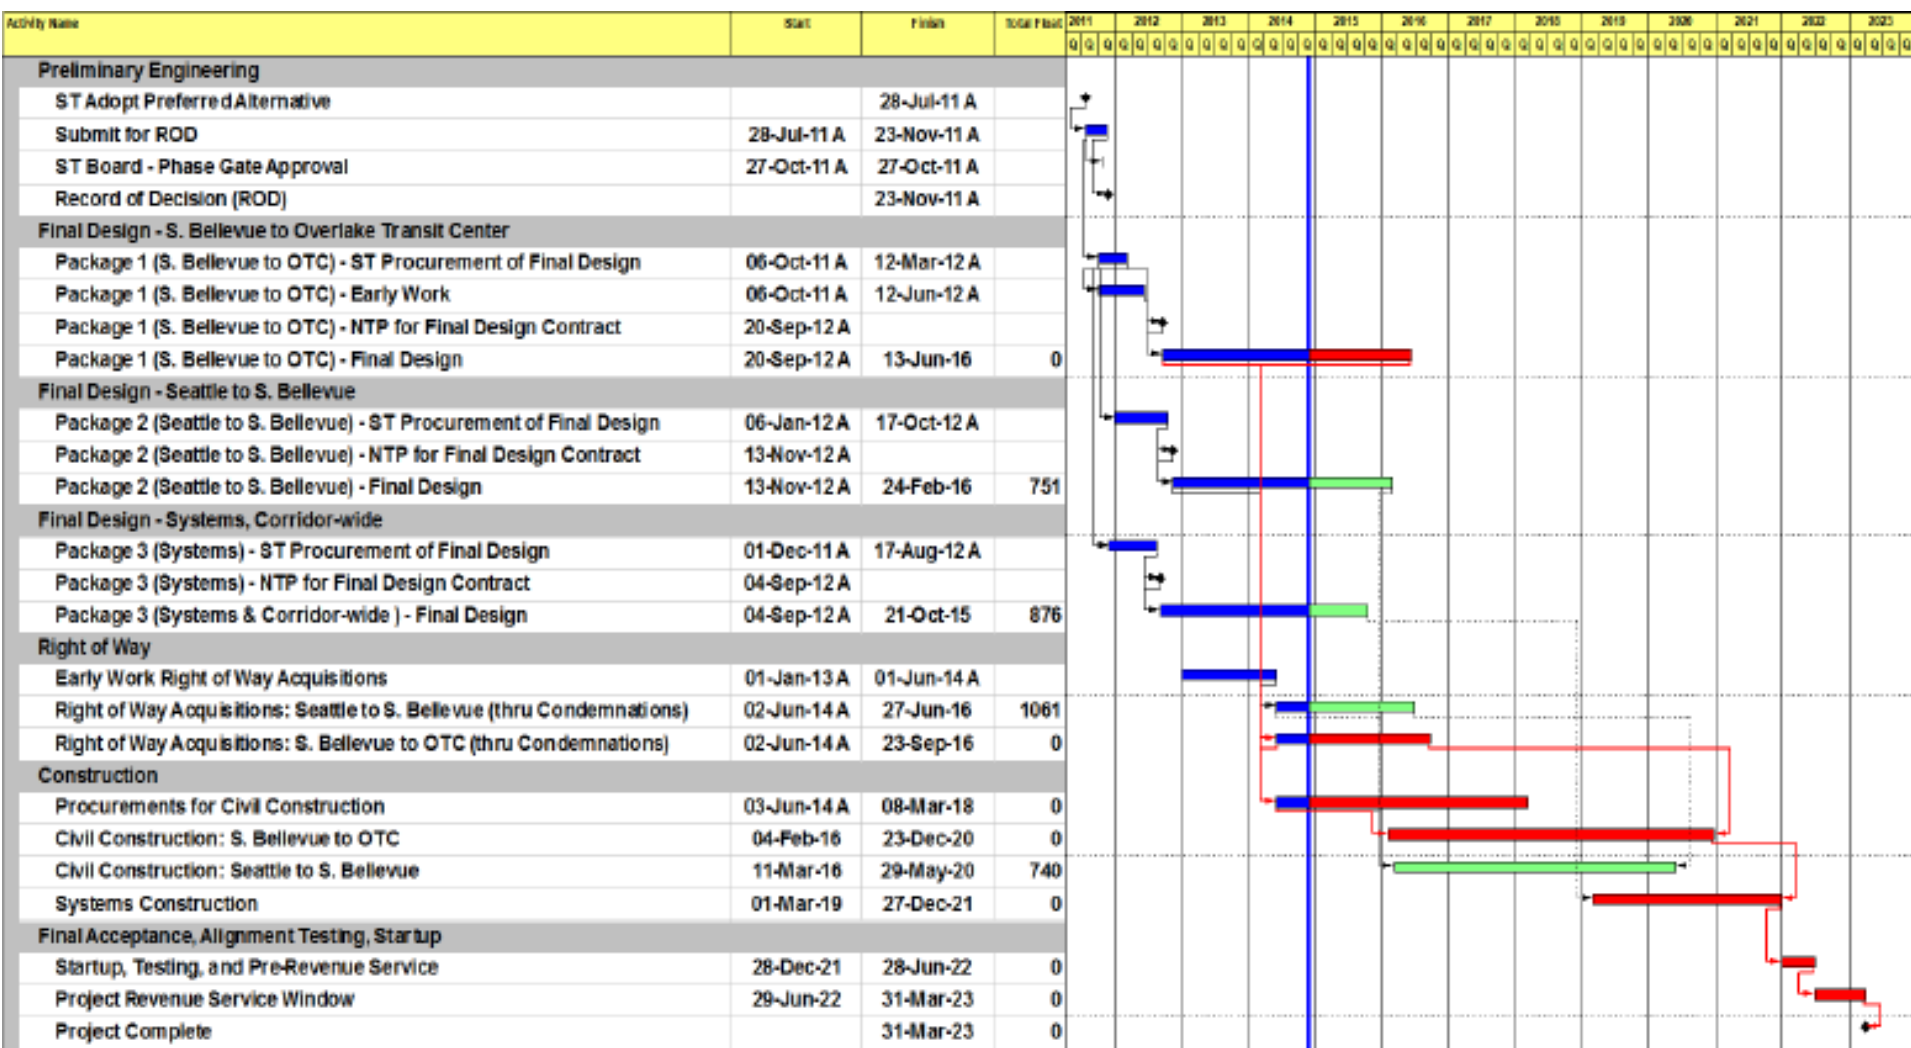 Activity Name Start Finish Total Float 2011 2012 2013 2014 2015 2016 2017 2018 2019 2020 2021 2022 2023
Q Q Q Q Q Q Q Q Q Q Q Q Q Q Q Q Q Q Q Q Q Q Q Q Q Q Q Q Q Q Q Q Q Q Q Q Q Q Q Q Q Q Q Q Q Q Q Q Q Q Q
Preliminary Engineering
ST Adopt Preferred Alternative 28-Jul-11 A
Submit for ROD 28-Jul-11 A 23-Nov-11 A
ST Board - Phase Gate Approval 27-Oct-11 A 27-Oct-11 A
Record of Decision (ROD) 23-Nov-11 A
Final Design - S. Bellevue to Overlake Transit Center
Package 1 (S. Bellevue to OTC) - ST Procurement of Final Design 06-Oct-11 A 12-Mar-12 A
Package 1 (S. Bellevue to OTC) - Early Work 06-Oct-11 A 12-Jun-12 A
Package 1 (S. Bellevue to OTC) - NTP for Final Design Contract 20-Sep-12 A
Package 1 (S. Bellevue to OTC) - Final Design 20-Sep-12 A 13-Jun-16 0
Final Design - Seattle to S. Bellevue
Package 2 (Seattle to S. Bellevue) - ST Procurement of Final Design 06-Jan-12 A 17-Oct-12 A
Package 2 (Seattle to S. Bellevue) - NTP for Final Design Contract 13-Nov-12 A
Package 2 (Seattle to S. Bellevue) - Final Design 13-Nov-12 A 24-Feb-16 751
Final Design - Systems, Corridor-wide
Package 3 (Systems) - ST Procurement of Final Design 01-Dec-11 A 17-Aug-12 A
Package 3 (Systems) - NTP for Final Design Contract 04-Sep-12 A
Package 3 (Systems & Corridor-wide ) - Final Design 04-Sep-12 A 21-Oct-15 876
Right of Way
Early Work Right of Way Acquisitions 01-Jan-13 A 01-Jun-14 A
Right of Way Acquisitions: Seattle to S. Bellevue (thru Condemnations) 02-Jun-14 A 27-Jun-16 1061
Right of Way Acquisitions: S. Bellevue to OTC (thru Condemnations) 02-Jun-14 A 23-Sep-16 0
Construction
Procurements for Civil Construction 03-Jun-14 A 08-Mar-18 0
Civil Construction: S. Bellevue to OTC 04-Feb-16 23-Dec-20 0
Civil Construction: Seattle to S. Bellevue 11-Mar-16 29-May-20 740
Systems Construction 01-Mar-19 27-Dec-21 0
Final Acceptance, Alignment Testing, Startup
Startup, Testing, and Pre-Revenue Service 28-Dec-21 28-Jun-22 0
Project Revenue Service Window 29-Jun-22 31-Mar-23 0
Project Complete 31-Mar-23 0